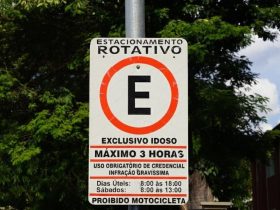 ESTACIONAMENTO
ROTATIVO
E
EXCLUSIVO IDOSO
MÁXIMO 3 HORAS
USO OBRIGATÓRIO DE CREDENCIAL
INFRAÇÃO GRAVÍSSIMA
Dias Úteis: 8:00 às 18:00
Sábados: 8:00 às 13:00
PROIBIDO MOTOCICLETA